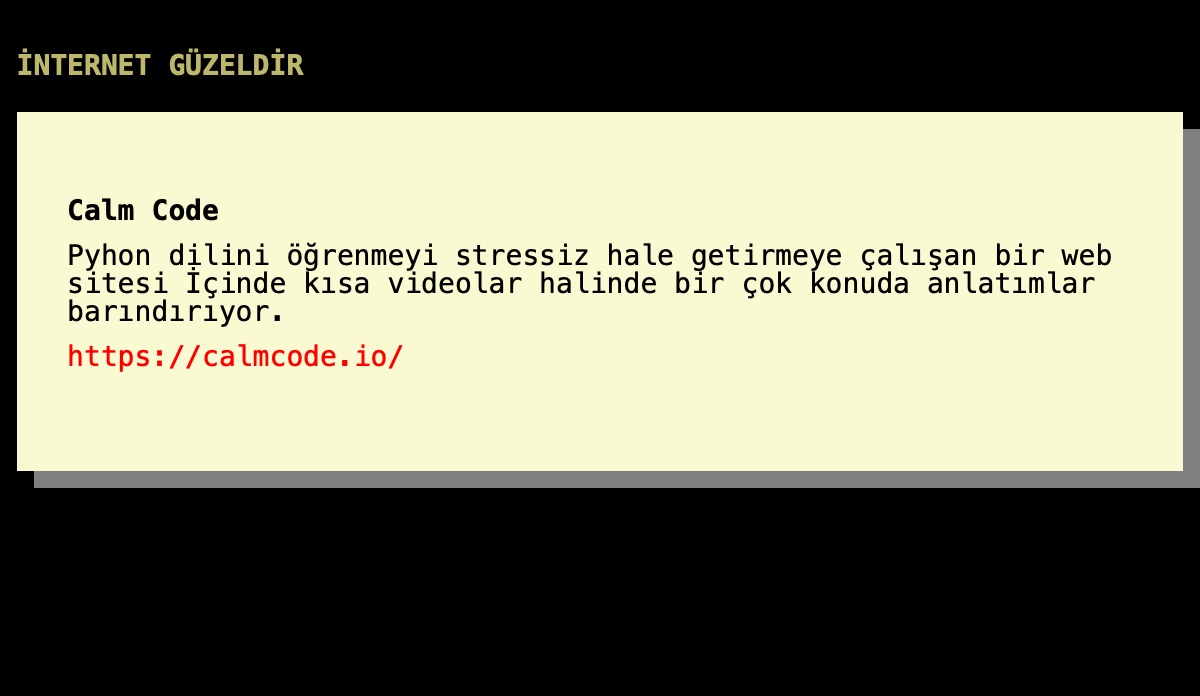 İNTERNET GÜZELDİR
Calm Code
Pyhon dilini öğrenmeyi stressiz hale getirmeye çalışan bir web
sitesi İçinde kısa videolar halinde bir çok konuda anlatımlar
barındırıyor.
https://calmcode.io/